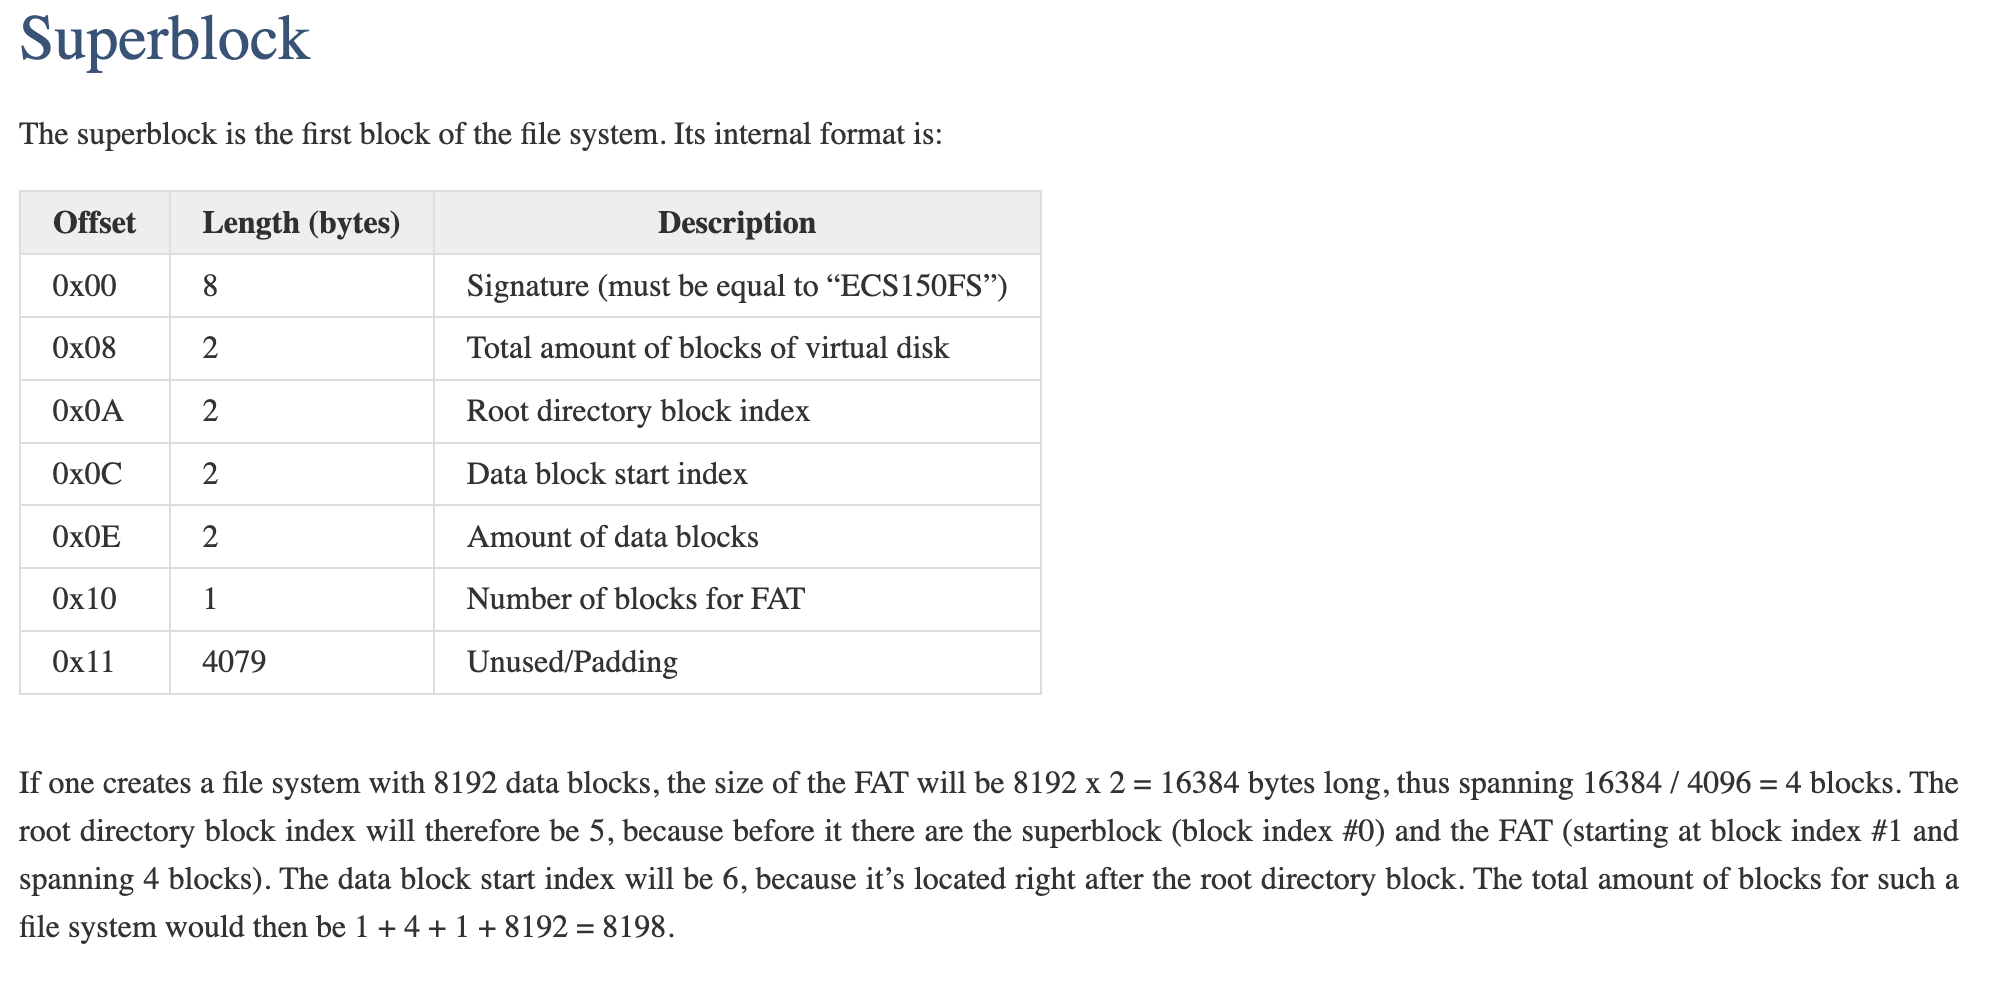 Superblock
The superblock is the first block of the file system. Its internal format is:
Offset Length (bytes) Description
0x00 8 Signature (must be equal to “ECS150FS”)
0x08 2 Total amount of blocks of virtual disk
0x0A 2 Root directory block index
0x0C 2 Data block start index
0x0E 2 Amount of data blocks
0x10 1 Number of blocks for FAT
0x11 4079 Unused/Padding
If one creates a file system with 8192 data blocks, the size of the FAT will be 8192 x 2 = 16384 bytes long, thus spanning 16384 / 4096 = 4 blocks. The
root directory block index will therefore be 5, because before it there are the superblock (block index #0) and the FAT (starting at block index #1 and
spanning 4 blocks). The data block start index will be 6, because it’s located right after the root directory block. The total amount of blocks for such a
file system would then be 1 + 4 + 1 + 8192 = 8198.